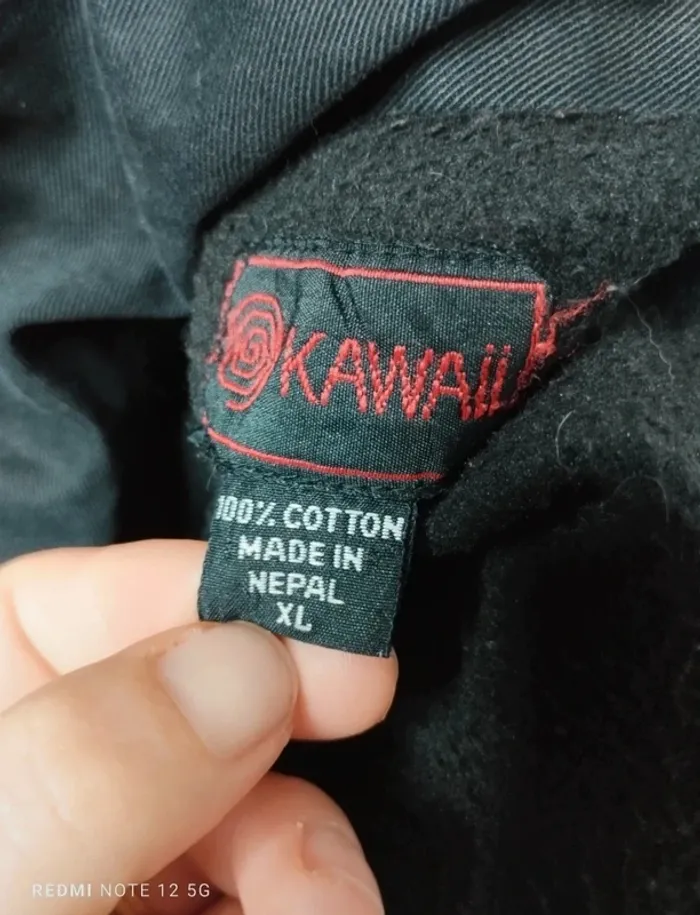 KAWAii
100% COTTON
MADE IN
NEPAL
XL
REDMI NOTE 12 5G